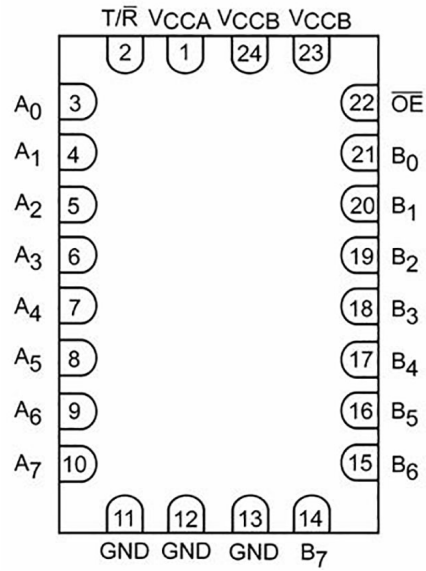 T/R̅ VCCA VCCB VCCB
2 1 24 23
A0 3 22 O̅E̅
A1 4 21 B0
A2 5 20 B1
A3 6 19 B2
A4 7 18 B3
A5 8 17 B4
A6 9 16 B5
A7 10 15 B6
11 12 13 14
GND GND GND B7